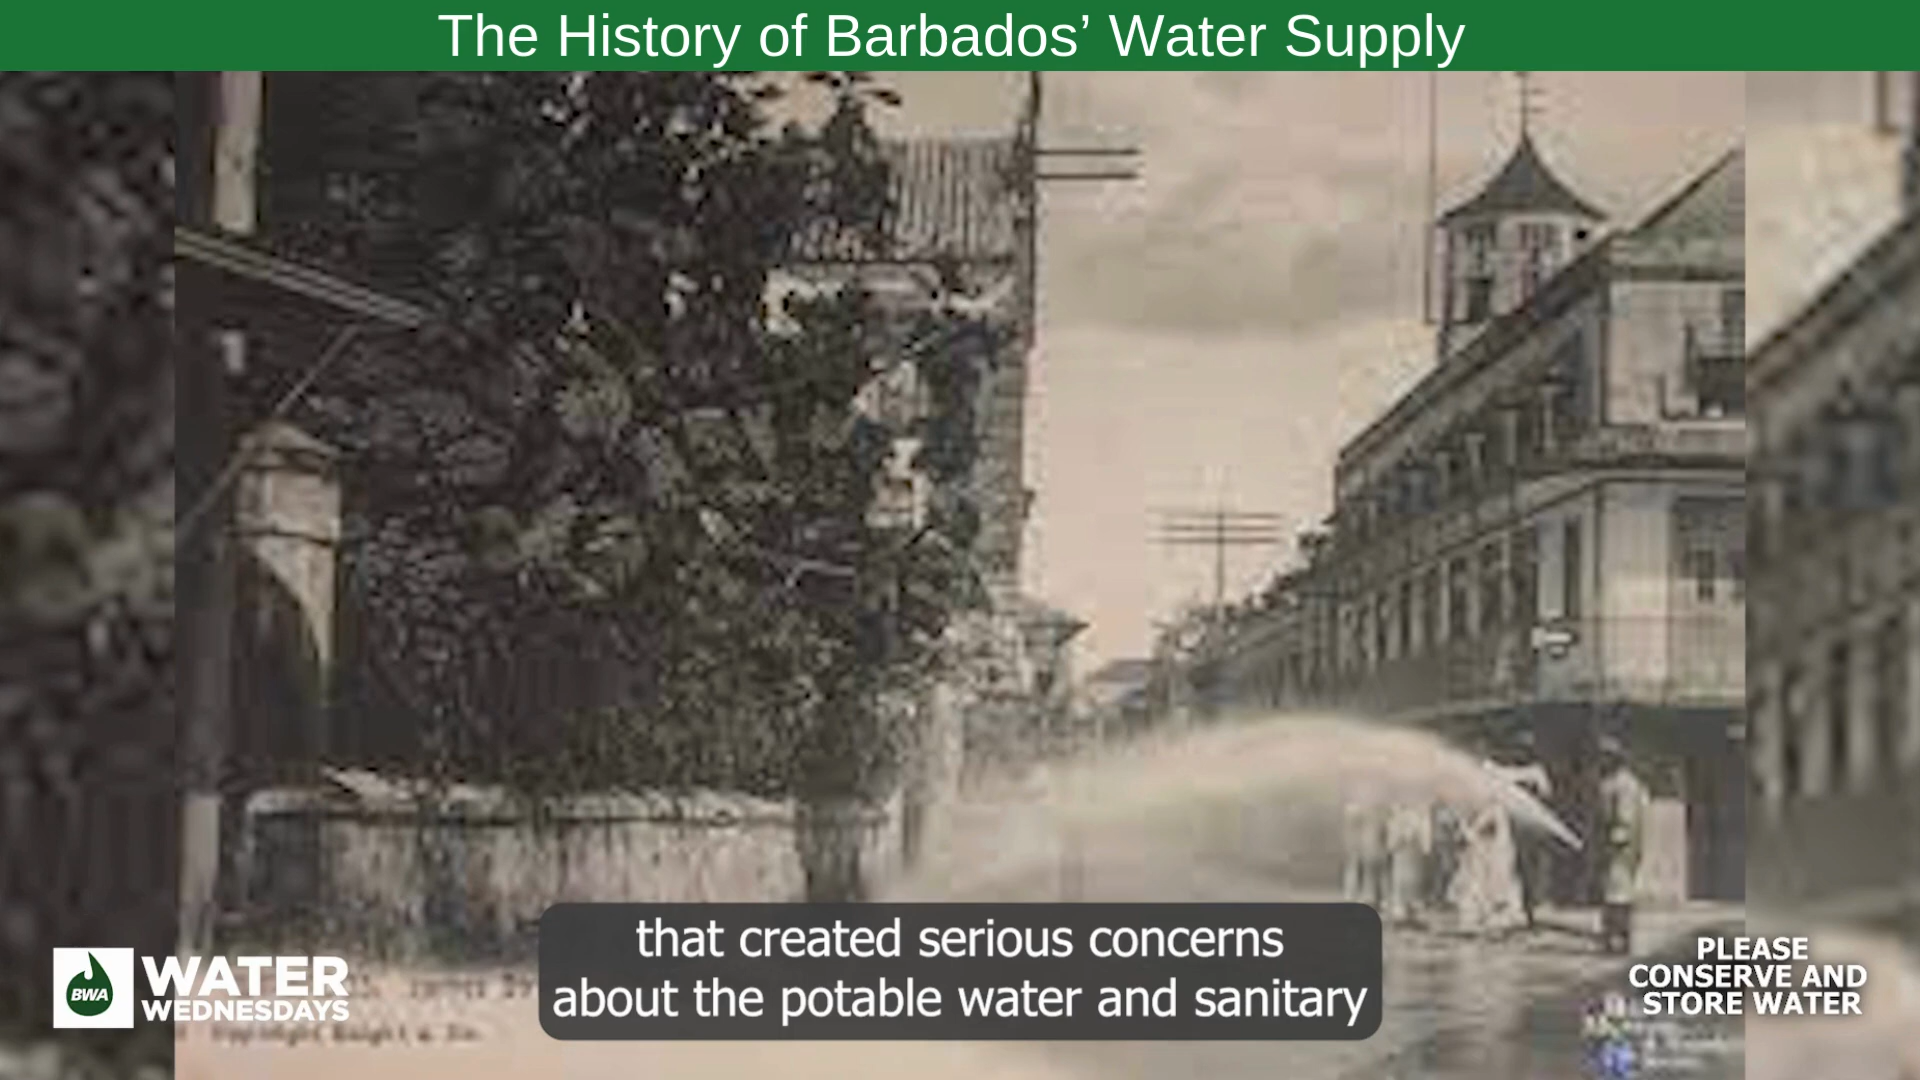 The History of Barbados’ Water Supply
that created serious concerns
about the potable water and sanitary
BWA
WATER
WEDNESDAYS
PLEASE
CONSERVE AND
STORE WATER